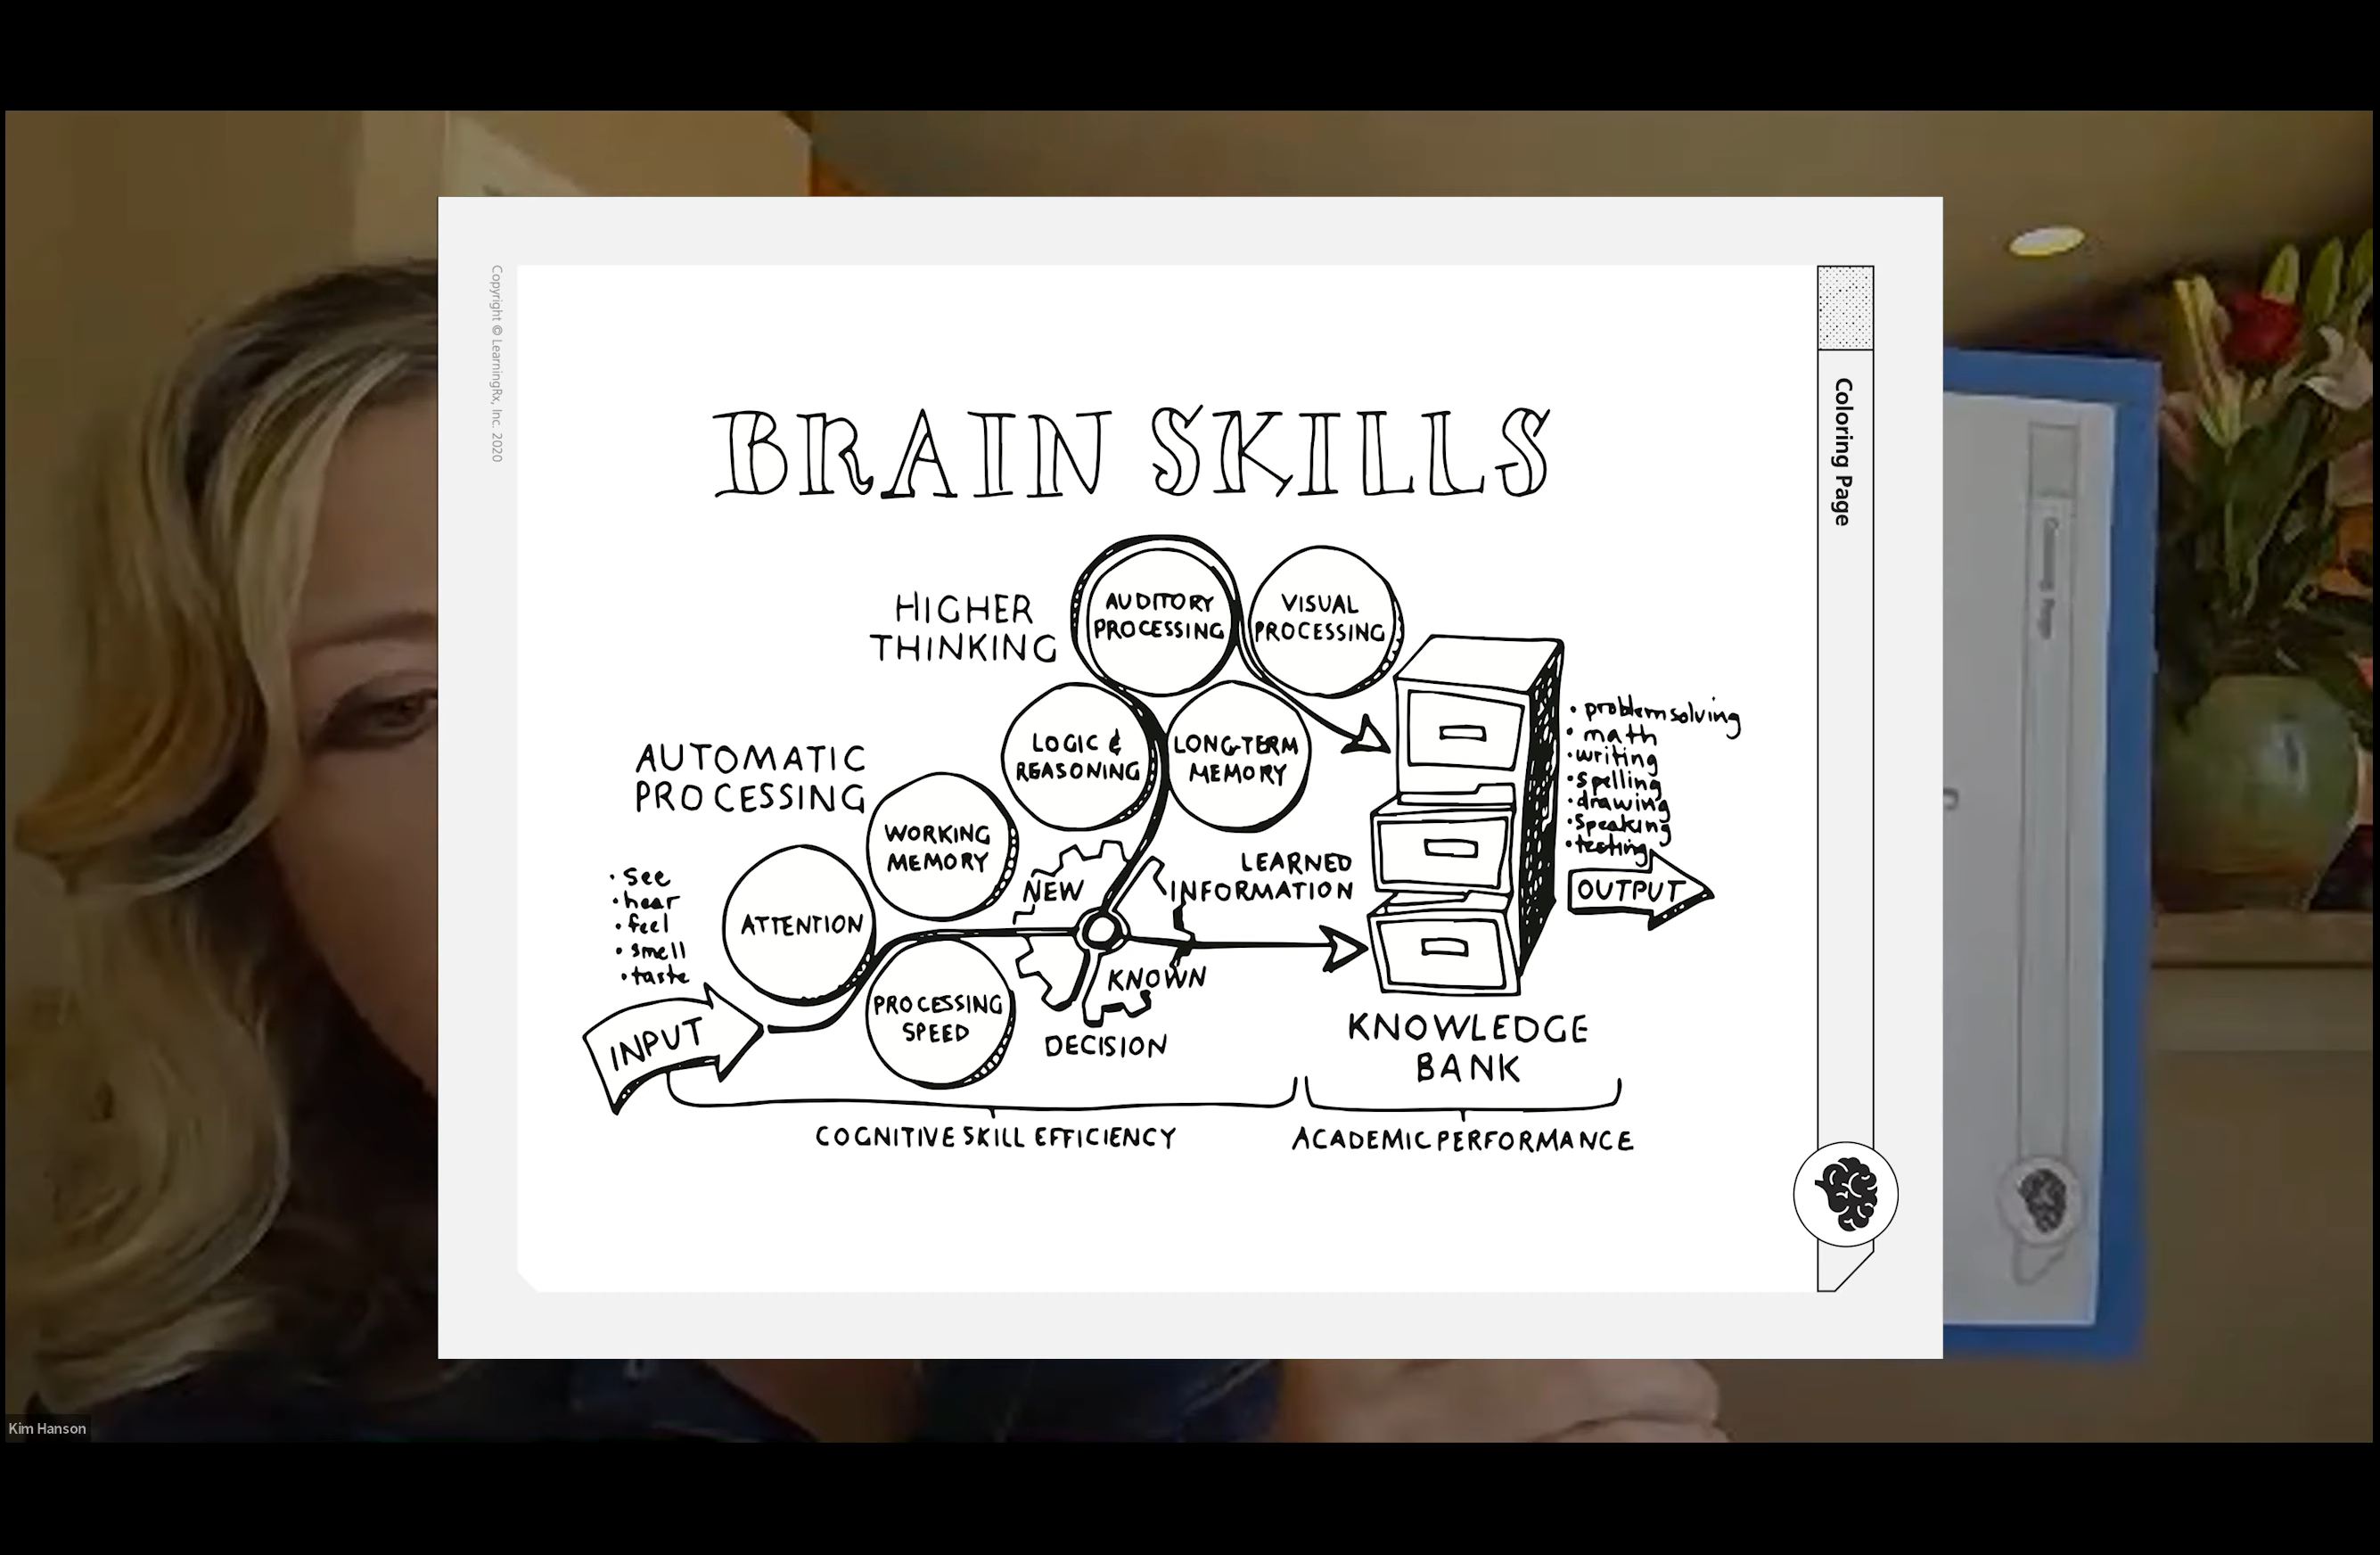 Copyright © LearningRx, Inc. 2020
Coloring Page
BRAIN SKILLS
HIGHER
THINKING
AUDITORY
PROCESSING
VISUAL
PROCESSING
AUTOMATIC
PROCESSING
LOGIC &
REASONING
LONG-TERM
MEMORY
WORKING
MEMORY
ATTENTION
PROCESSING
SPEED
• see
• hear
• feel
• smell
• taste
INPUT
NEW
LEARNED
INFORMATION
KNOWN
DECISION
• problem solving
• math
• writing
• spelling
• drawing
• Speaking
• testing
OUTPUT
KNOWLEDGE
BANK
COGNITIVE SKILL EFFICIENCY
ACADEMIC PERFORMANCE
Coloring Page
Kim Hanson